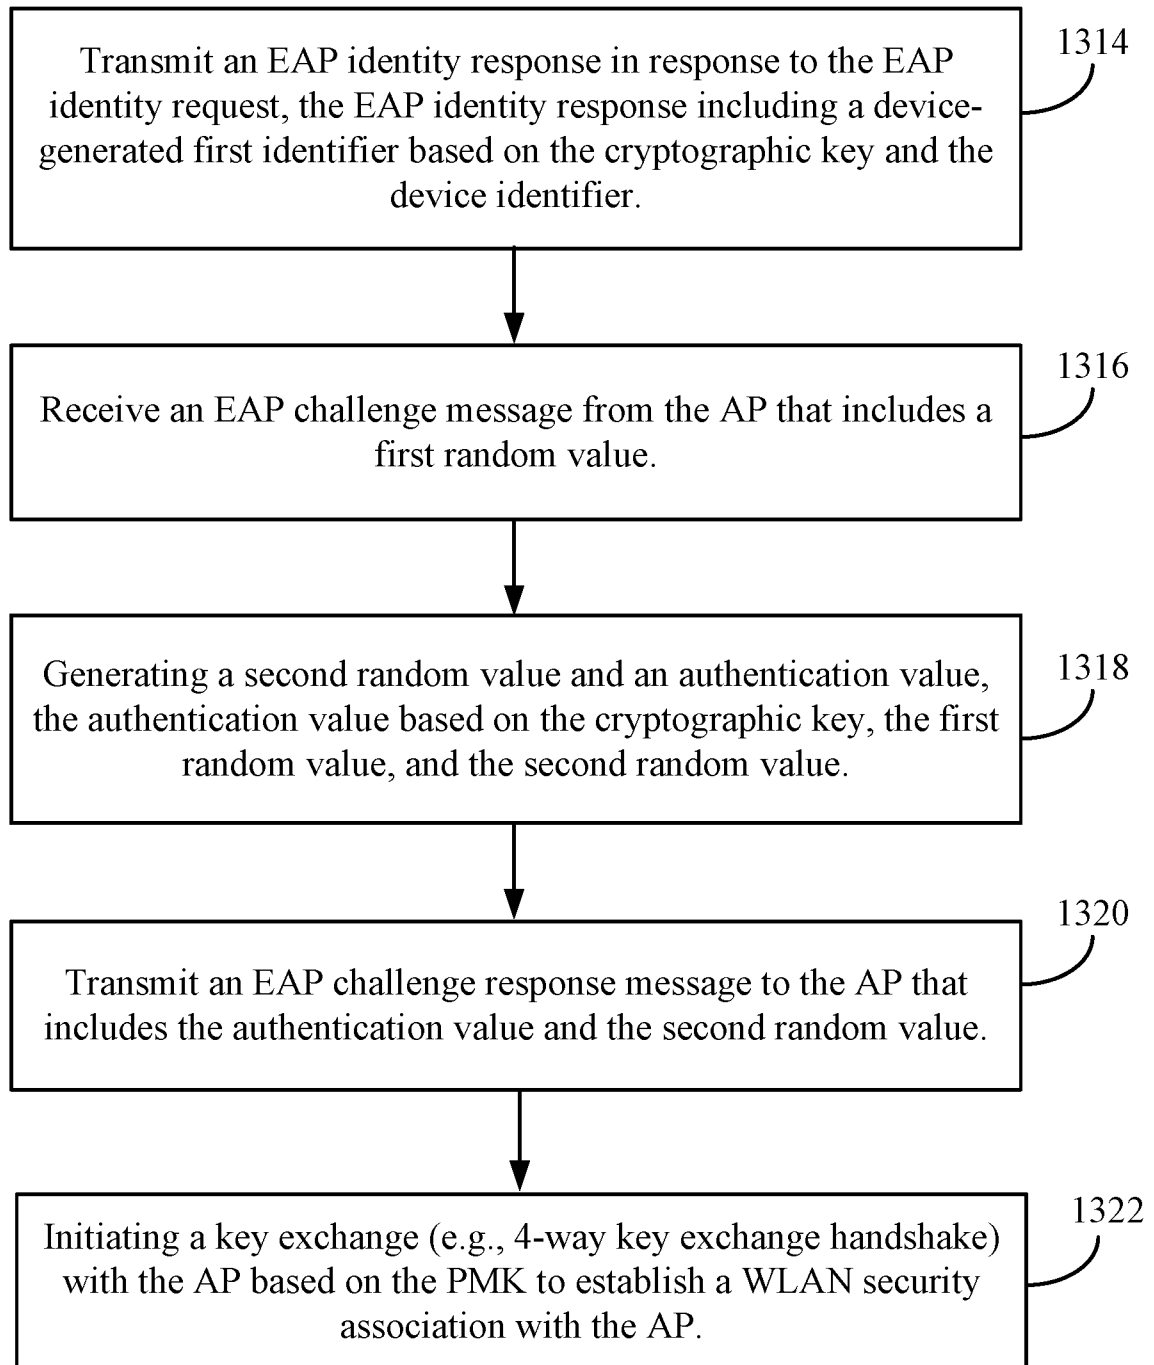 Transmit an EAP identity response in response to the EAP
identity request, the EAP identity response including a device-
generated first identifier based on the cryptographic key and the
device identifier.
1314
Receive an EAP challenge message from the AP that includes a
first random value.
1316
Generating a second random value and an authentication value,
the authentication value based on the cryptographic key, the first
random value, and the second random value.
1318
Transmit an EAP challenge response message to the AP that
includes the authentication value and the second random value.
1320
Initiating a key exchange (e.g., 4-way key exchange handshake)
with the AP based on the PMK to establish a WLAN security
association with the AP.
1322